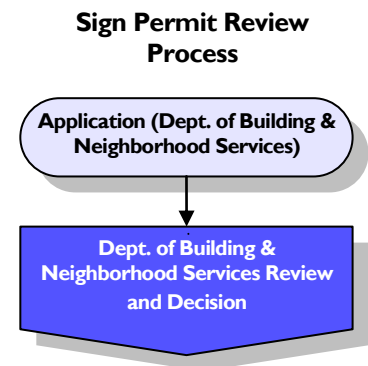 Sign Permit Review
Process
Application (Dept. of Building &
Neighborhood Services)
Dept. of Building &
Neighborhood Services Review
and Decision